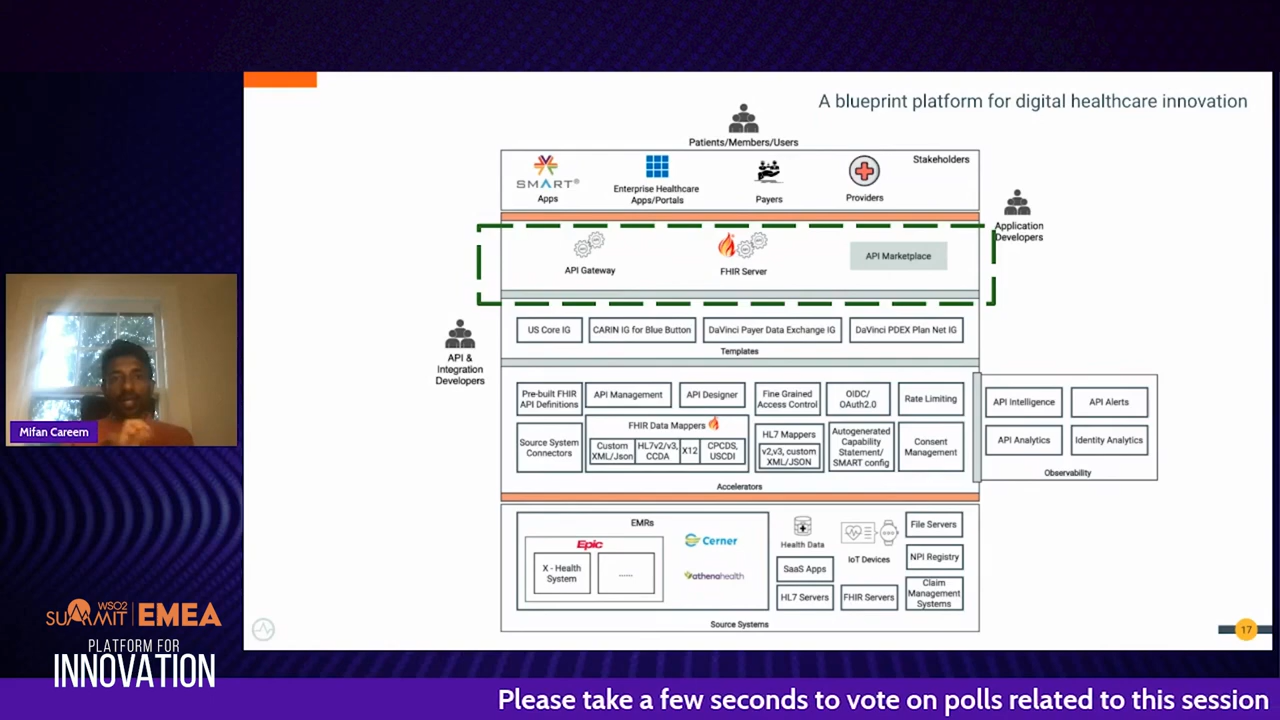 A blueprint platform for digital healthcare innovation
Patients/Members/Users
Stakeholders
SMART®
Apps
Enterprise Healthcare
Apps/Portals
Payers
Providers
Application
Developers
API Gateway
FHIR Server
API Marketplace
API &
Integration
Developers
US Core IG
CARIN IG for Blue Button
DaVinci Payer Data Exchange IG
DaVinci PDEX Plan Net IG
Templates
Pre-built FHIR
API Definitions
API Management
API Designer
Fine Grained
Access Control
OIDC/
OAuth2.0
Rate Limiting
Source System
Connectors
FHIR Data Mappers
Custom
XML/Json
HL7v2/v3,
CCDA
X12
CPCDS,
USCDI
HL7 Mappers
v2,v3, custom
XML/JSON
Autogenerated
Capability
Statement/
SMART config
Consent
Management
Accelerators
API Intelligence
API Alerts
API Analytics
Identity Analytics
Observability
EMRs
Epic
X - Health
System
......
Cerner
athenahealth
Health Data
SaaS Apps
HL7 Servers
IoT Devices
FHIR Servers
File Servers
NPI Registry
Claim
Management
Systems
Source Systems
17
Mifan Careem
WSO2
SUMMIT EMEA
PLATFORM FOR
INNOVATION
Please take a few seconds to vote on polls related to this session